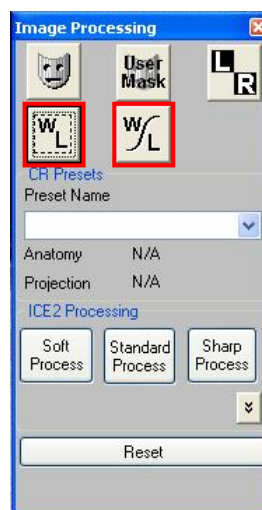 Image Processing
User
Mask
L
R
W
L
W
L
CR Presets
Preset Name
Anatomy N/A
Projection N/A
ICE2 Processing
Soft
Process
Standard
Process
Sharp
Process
Reset